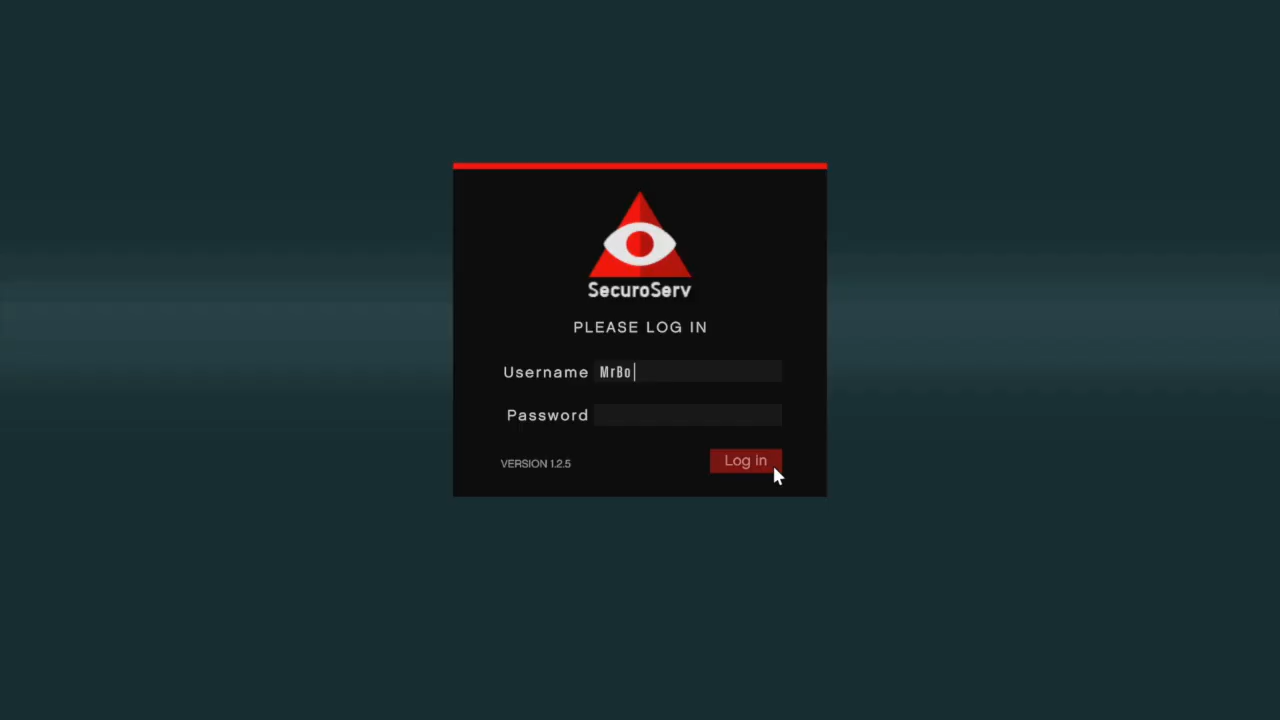 SecuroServ
PLEASE LOG IN
Username MrBo
Password
VERSION 1.2.5 Log in